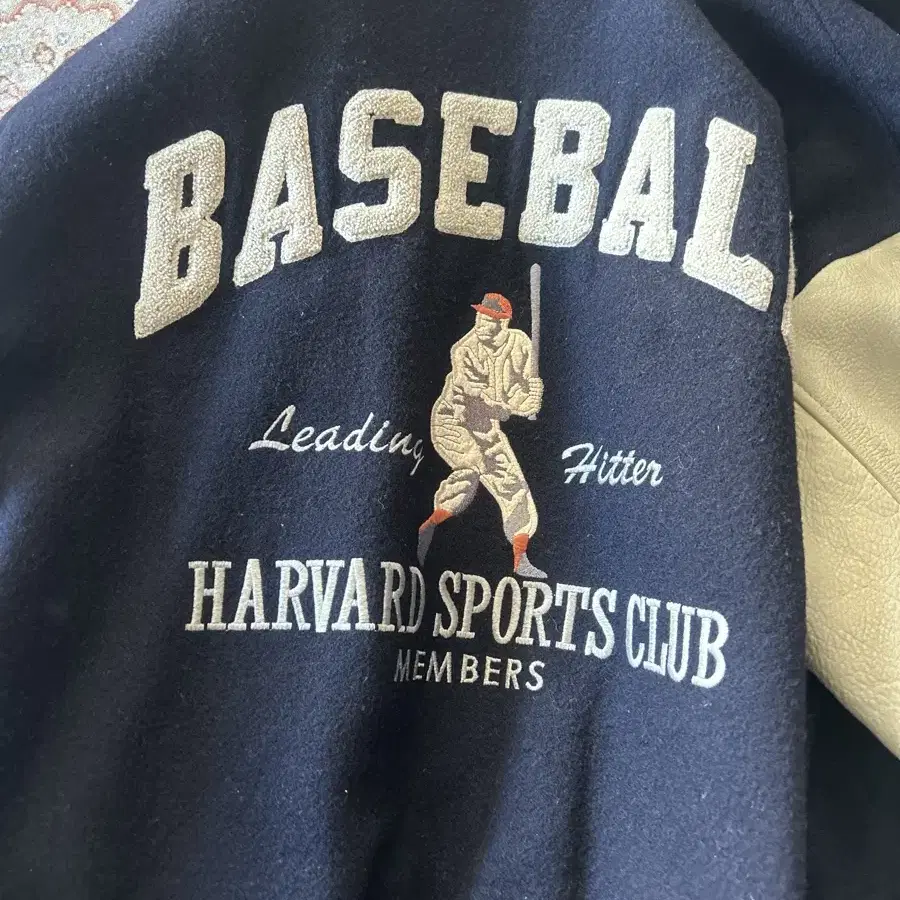 BASEBAL
Leading Hitter
HARVARD SPORTS CLUB
MEMBERS